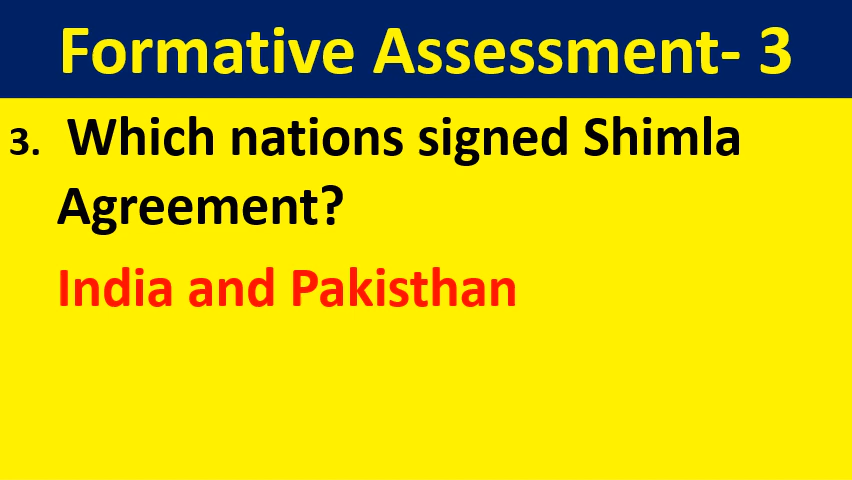 Formative Assessment- 3
3. Which nations signed Shimla
Agreement?
India and Pakisthan